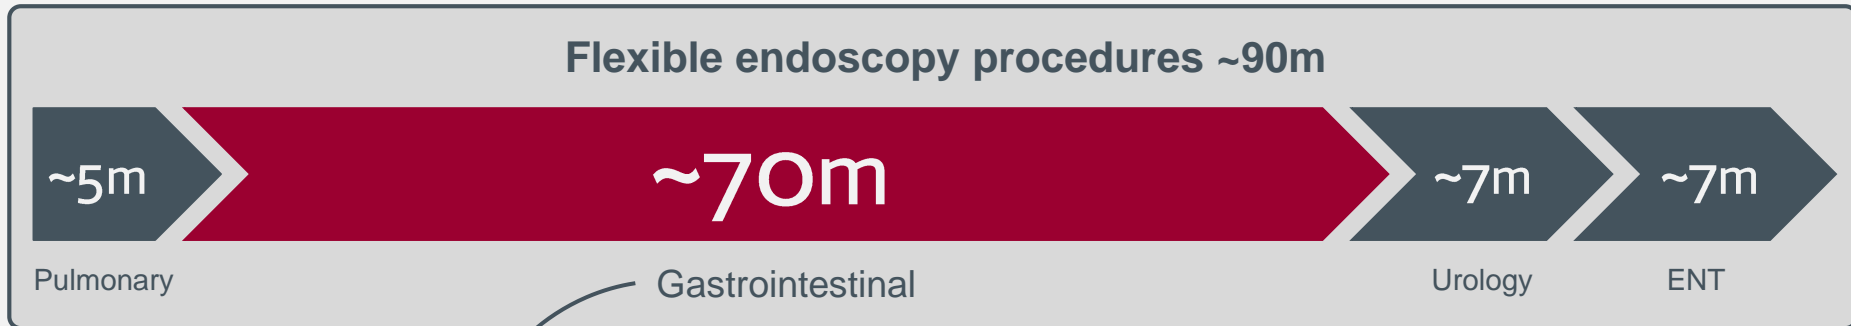 Flexible endoscopy procedures ~90m
~5m
~70m
~7m
~7m
Pulmonary
Gastrointestinal
Urology
ENT